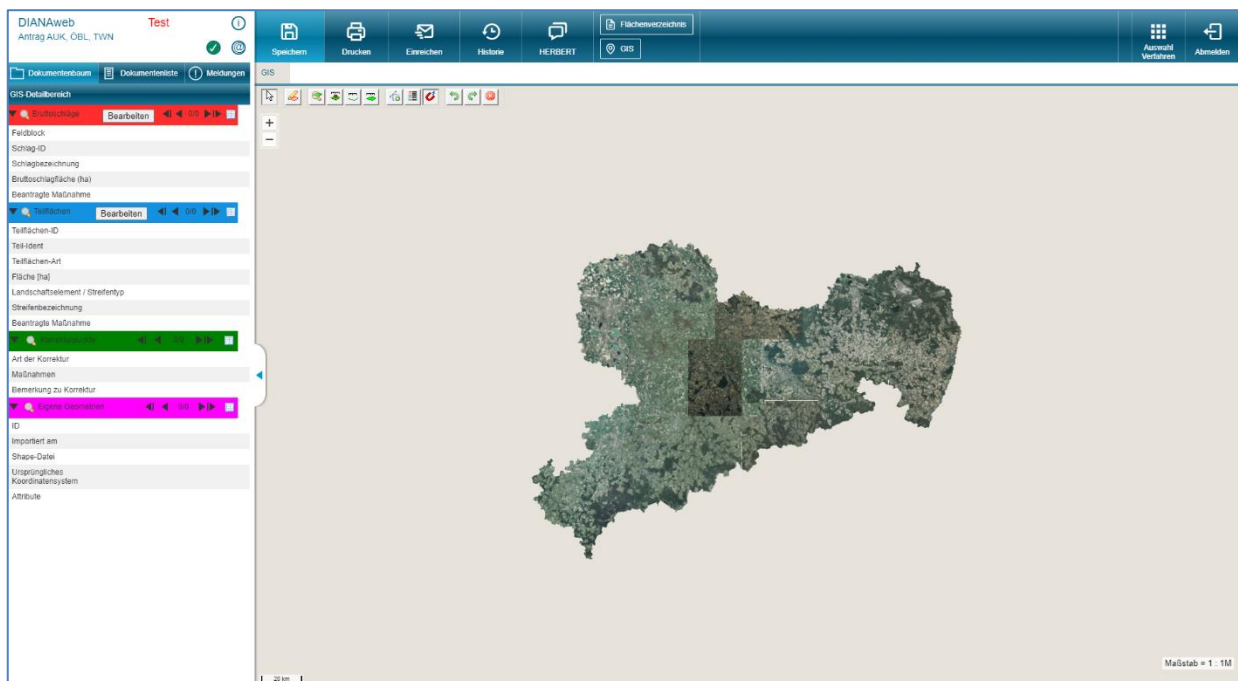 DIANAweb
Test
Antrag AUK, ÖBL, TWN
Speichern
Drucken
Einreichen
Historie
HERBERT
Flächenverzeichnis
GIS
Auswahl
Verfahren
Abmelden
Dokumentenbaum
Dokumentenliste
Meldungen
GIS
GIS-Detailbereich
Bruttoschläge
Bearbeiten
0/0
Feldblock
Schlag-ID
Schlagbezeichnung
Bruttoschlagfläche (ha)
Beantragte Maßnahme
Teilflächen
Bearbeiten
0/0
Teilflächen-ID
Teil-Ident
Teilflächen-Art
Fläche [ha]
Landschaftselement / Streifentyp
Streifenbezeichnung
Beantragte Maßnahme
Korrekturpunkte
0/0
Art der Korrektur
Maßnahmen
Bemerkung zu Korrektur
Eigene Geometrien
0/0
ID
Importiert am
Shape-Datei
Ursprüngliches
Koordinatensystem
Attribute
Maßstab = 1 : 1M
20 km